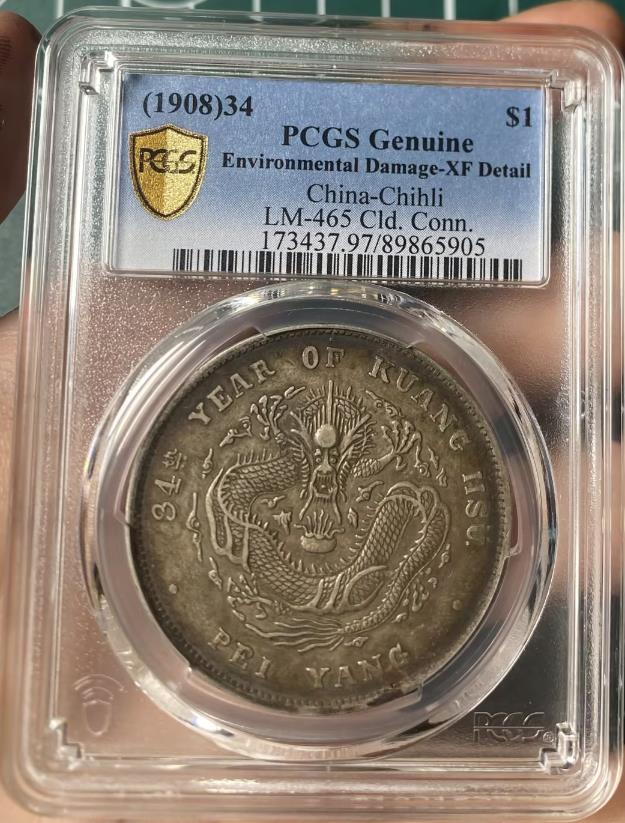 (1908)34
$1
PCGS
PCGS Genuine
Environmental Damage-XF Detail
China-Chihli
LM-465 Cld. Conn.
173437.97/89865905
34th YEAR OF KUANG HSU.
PEI YANG
PCGS